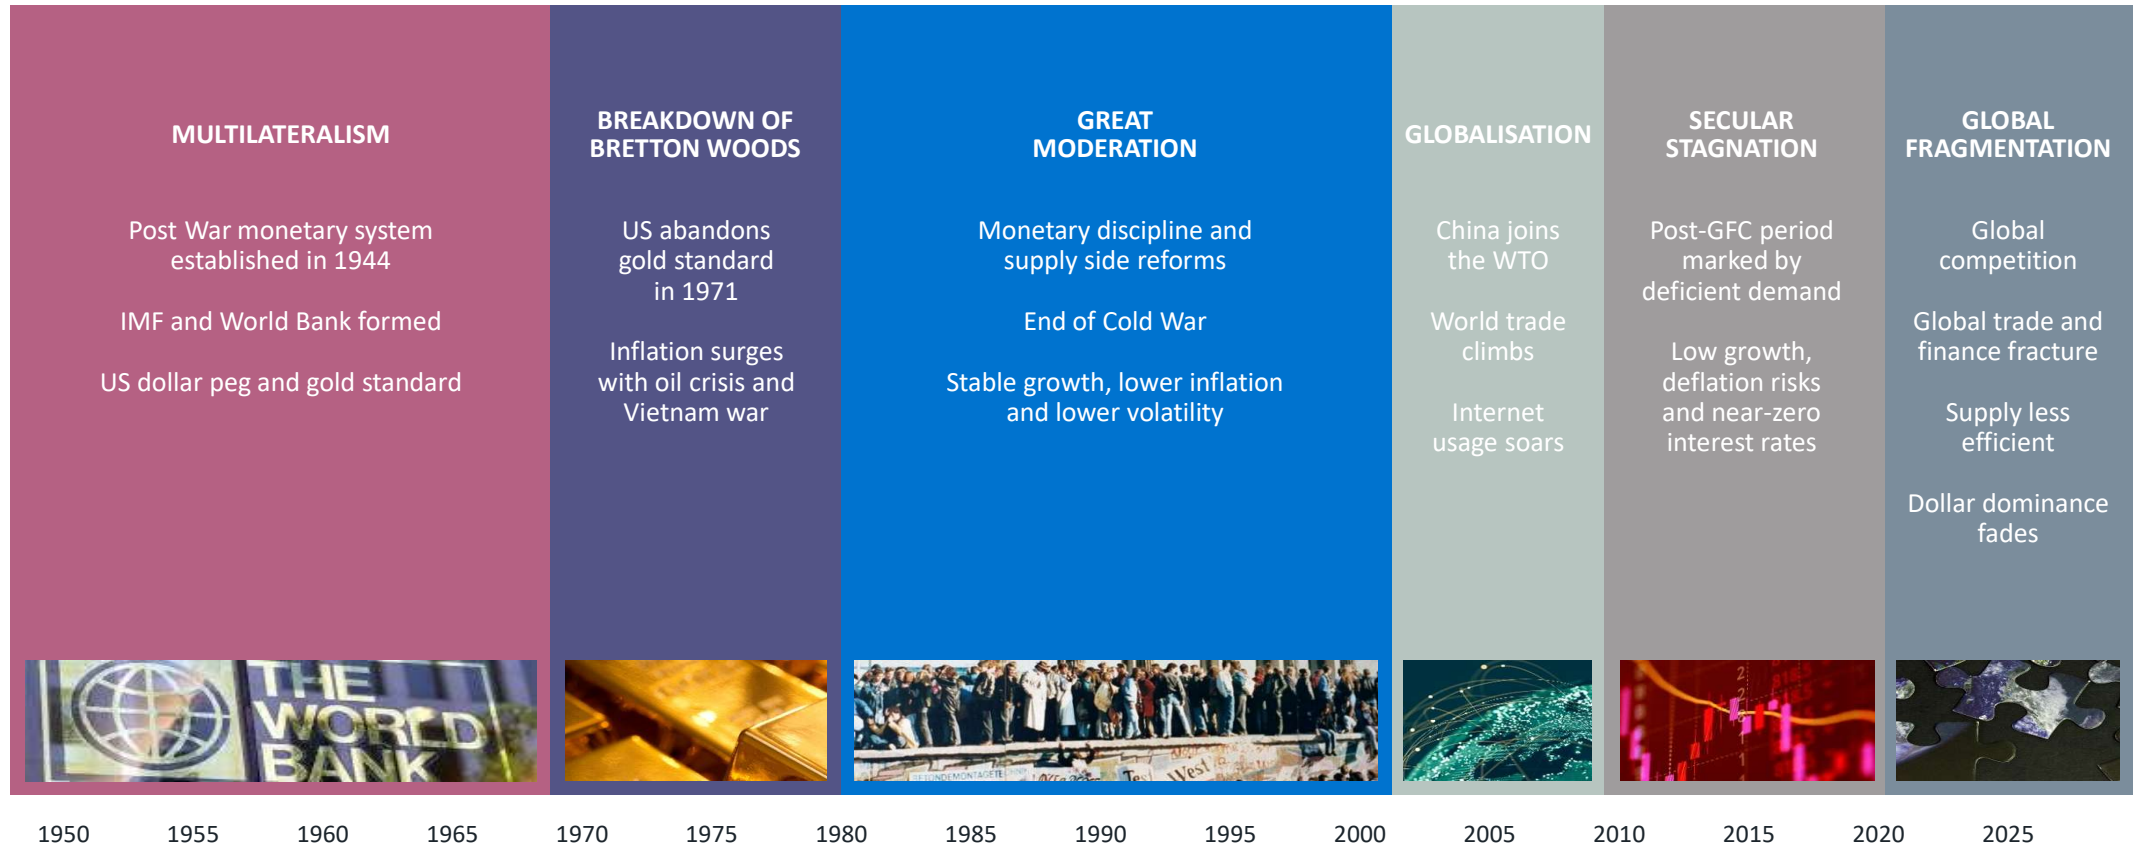 MULTILATERALISM
Post War monetary system
established in 1944
IMF and World Bank formed
US dollar peg and gold standard
THE
WORLD
BANK
BREAKDOWN OF
BRETTON WOODS
US abandons
gold standard
in 1971
Inflation surges
with oil crisis and
Vietnam war
GREAT
MODERATION
Monetary discipline and
supply side reforms
End of Cold War
Stable growth, lower inflation
and lower volatility
West
GLOBALISATION
China joins
the WTO
World trade
climbs
Internet
usage soars
SECULAR
STAGNATION
Post-GFC period
marked by
deficient demand
Low growth,
deflation risks
and near-zero
interest rates
GLOBAL
FRAGMENTATION
Global
competition
Global trade and
finance fracture
Supply less
efficient
Dollar dominance
fades
1950 1955 1960 1965 1970 1975 1980 1985 1990 1995 2000 2005 2010 2015 2020 2025